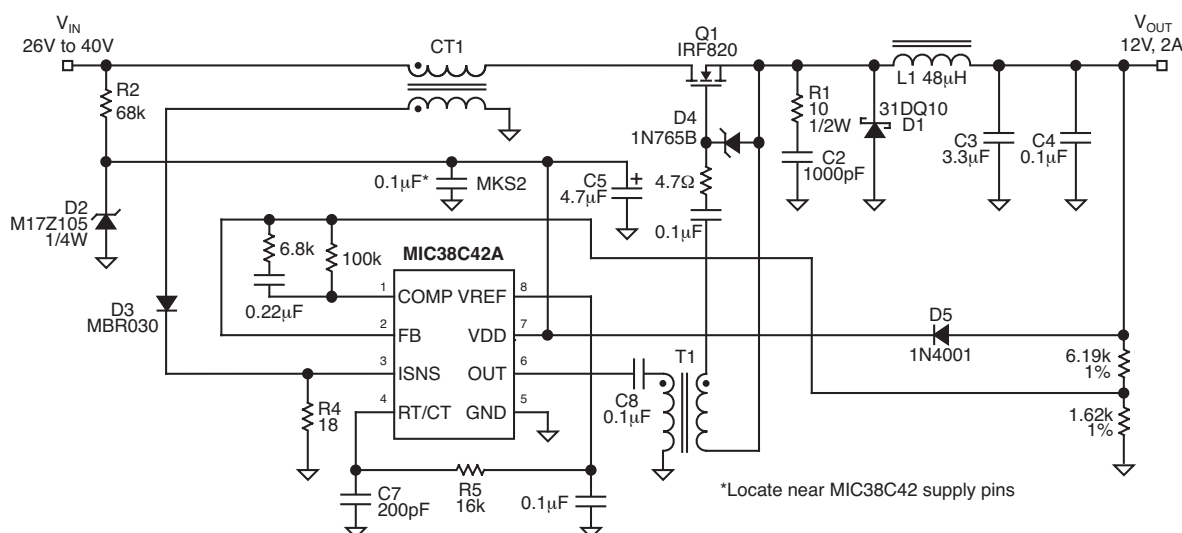 VIN
26V to 40V
CT1
Q1
IRF820
VOUT
12V, 2A
R2
68k
L1 48µH
D4
1N765B
R1
10
1/2W
31DQ10
D1
C2
1000pF
C3
3.3µF
C4
0.1µF
0.1µF*
MKS2
C5
4.7µF
+
4.7Ω
0.1µF
D2
M17Z105
1/4W
6.8k
100k
0.22µF
MIC38C42A
1
COMP
VREF
8
2
FB
VDD
7
3
ISNS
OUT
6
4
RT/CT
GND
5
D3
MBR030
D5
1N4001
6.19k
1%
1.62k
1%
T1
C8
0.1µF
R4
18
C7
200pF
R5
16k
0.1µF
*Locate near MIC38C42 supply pins